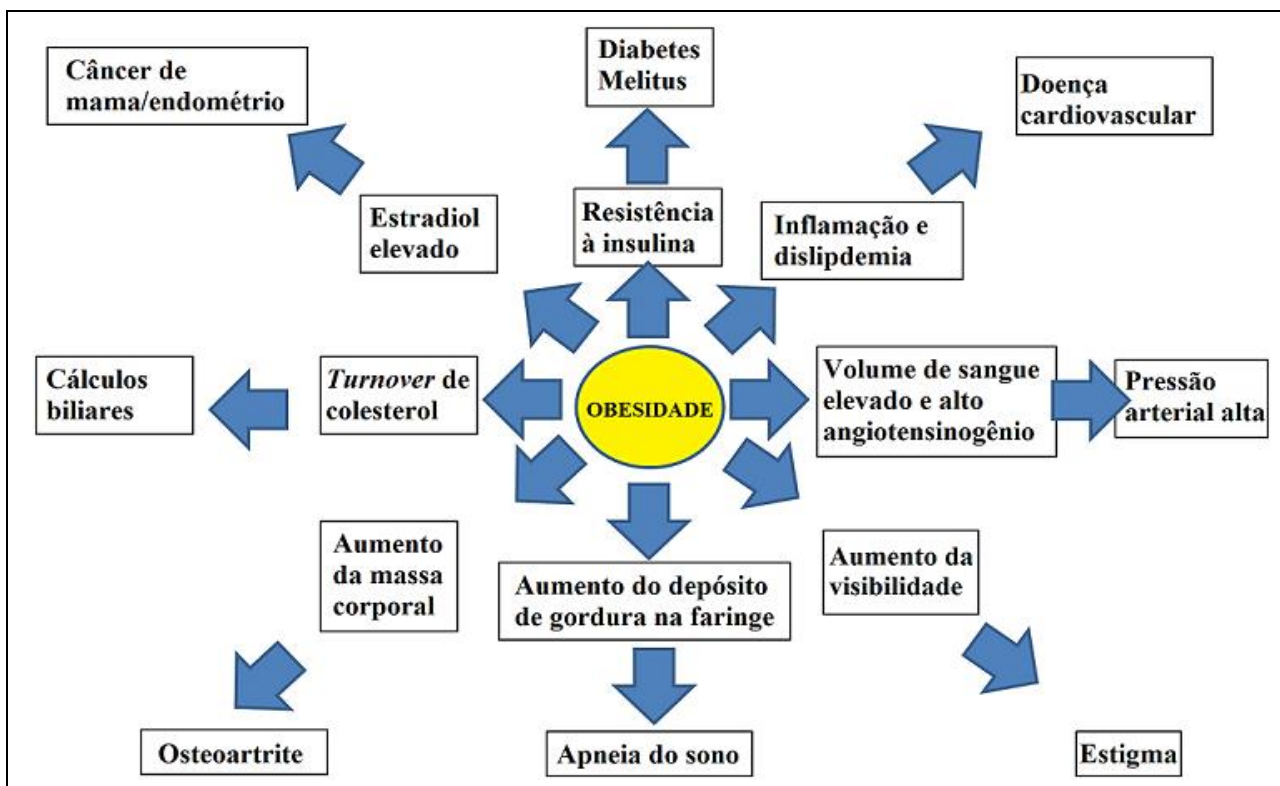 Diabetes
Melitus
Câncer de
mama/endométrio
Doença
cardiovascular
Estradiol
elevado
Resistência
à insulina
Inflamação e
dislipdemia
Cálculos
biliares
Turnover de
colesterol
OBESIDADE
Volume de sangue
elevado e alto
angiotensinogênio
Pressão
arterial alta
Aumento
da massa
corporal
Aumento do depósito
de gordura na faringe
Aumento da
visibilidade
Osteoartrite
Apneia do sono
Estigma